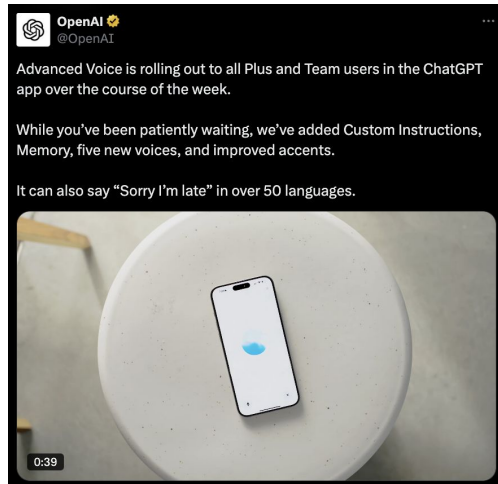 OpenAI
@OpenAI
Advanced Voice is rolling out to all Plus and Team users in the ChatGPT
app over the course of the week.
While you’ve been patiently waiting, we’ve added Custom Instructions,
Memory, five new voices, and improved accents.
It can also say “Sorry I’m late” in over 50 languages.
0:39